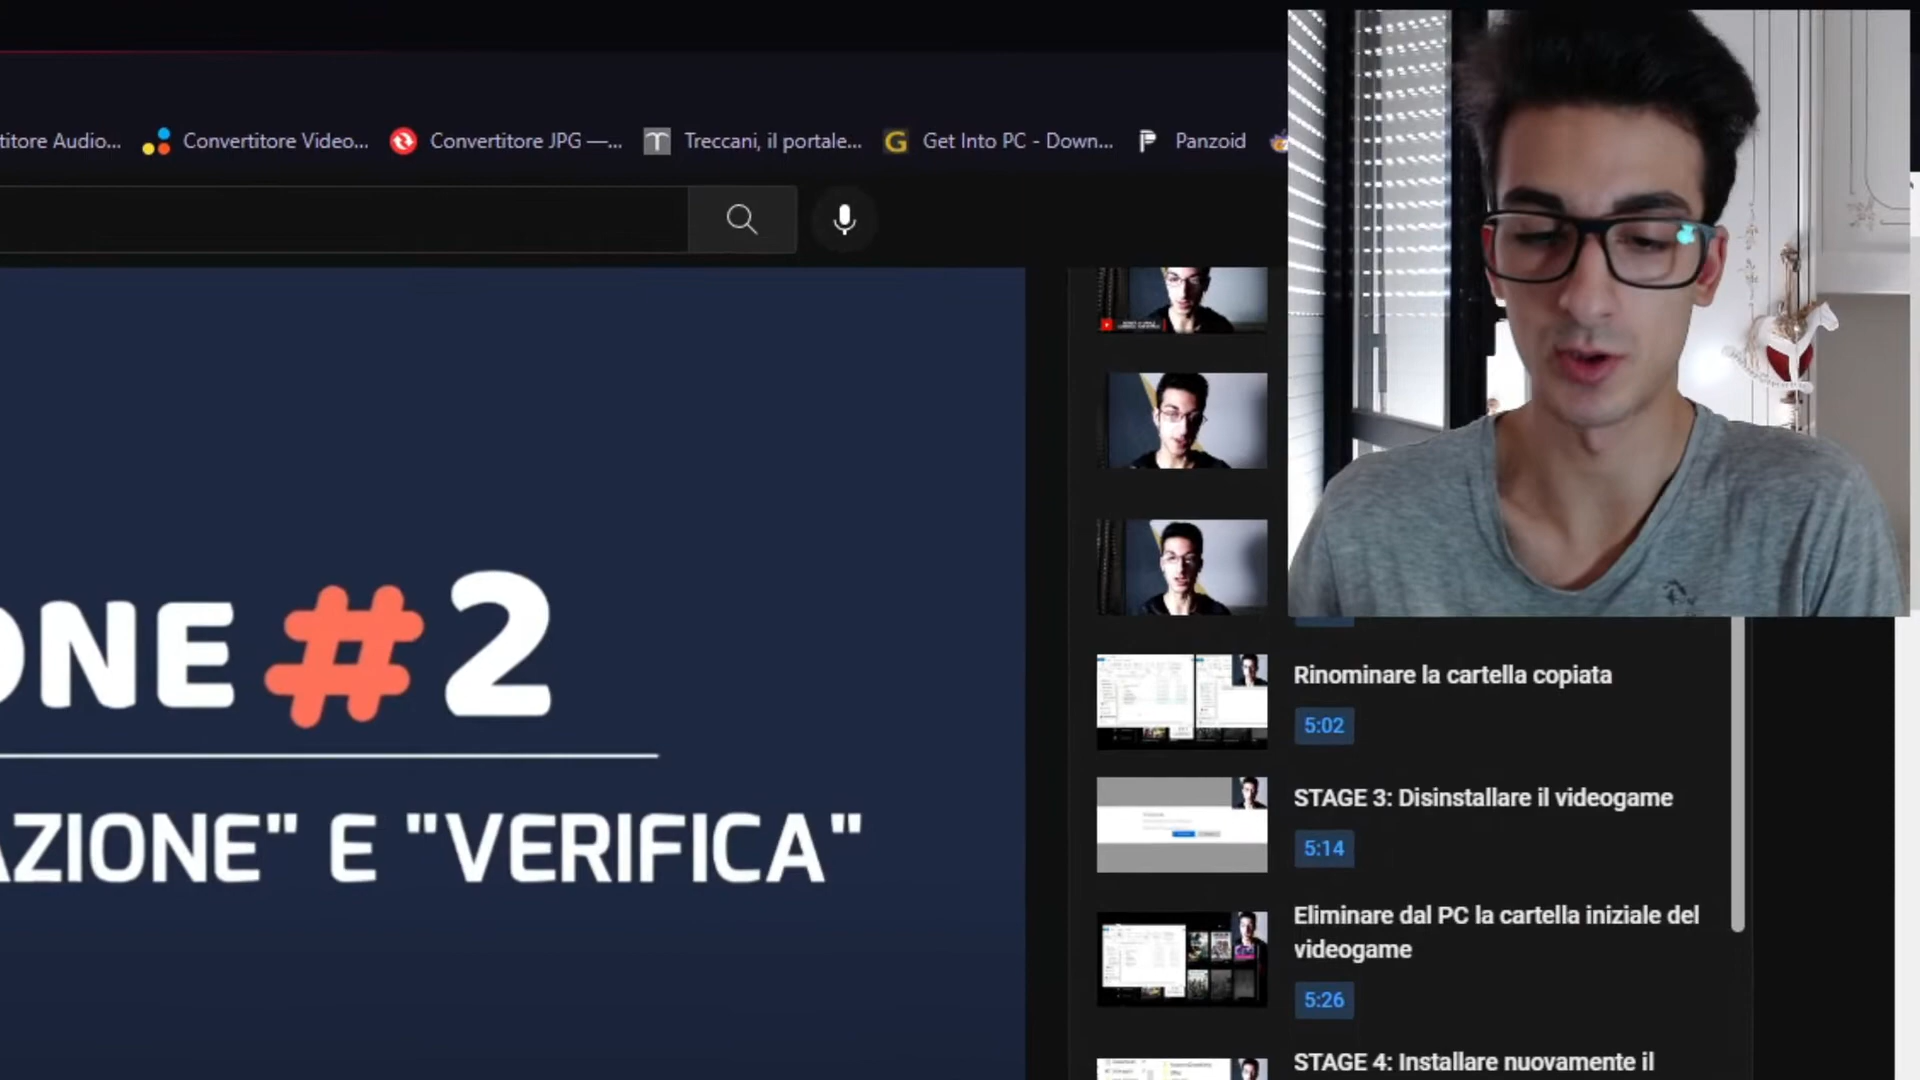 titore Audio...
Convertitore Video...
Convertitore JPG —...
Treccani, il portale...
Get Into PC - Down...
Panzoid
ONE #2
AZIONE" E "VERIFICA"
Rinominare la cartella copiata
5:02
STAGE 3: Disinstallare il videogame
5:14
Eliminare dal PC la cartella iniziale del
videogame
5:26
STAGE 4: Installare nuovamente il